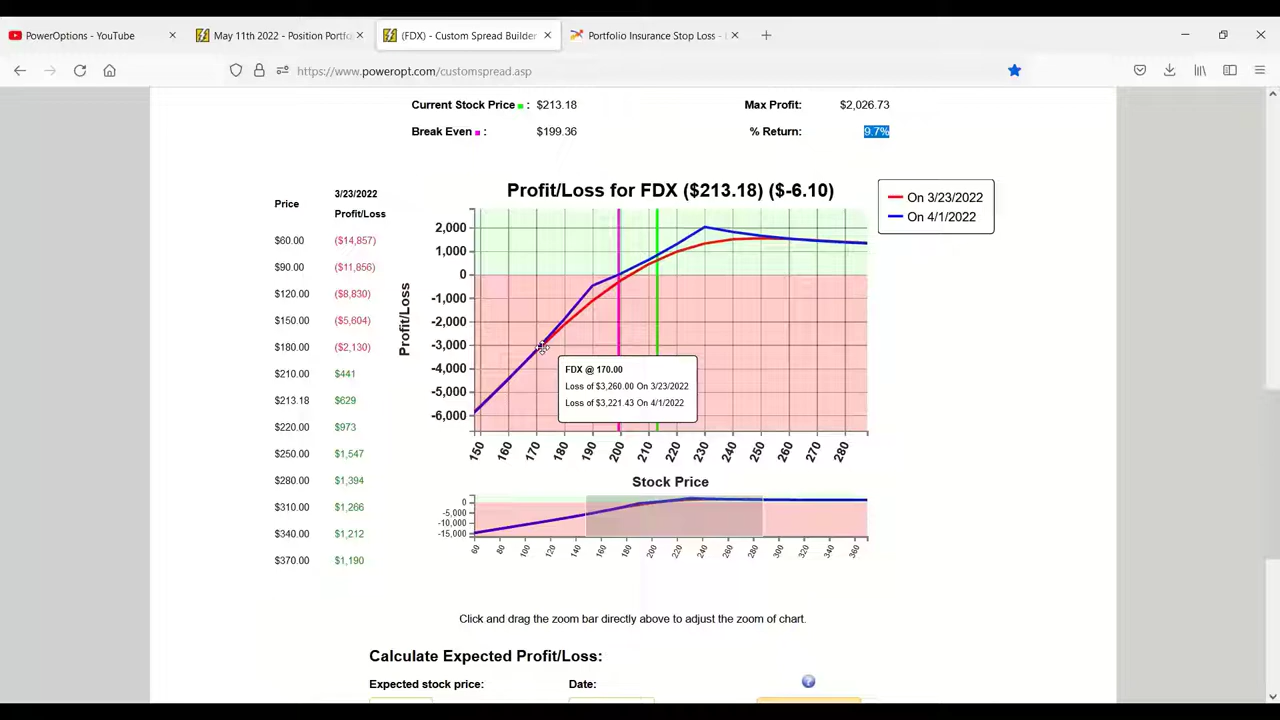 PowerOptions - YouTube
May 11th 2022 - Position Portfo
(FDX) - Custom Spread Builder
Portfolio Insurance Stop Loss -
https://www.poweropt.com/customspread.asp
Current Stock Price : $213.18
Max Profit: $2,026.73
Break Even : $199.36
% Return: 9.7%
Price
3/23/2022
Profit/Loss
$60.00 ($14,857)
$90.00 ($11,856)
$120.00 ($8,830)
$150.00 ($5,604)
$180.00 ($2,130)
$210.00 $441
$213.18 $629
$220.00 $973
$250.00 $1,547
$280.00 $1,394
$310.00 $1,266
$340.00 $1,212
$370.00 $1,190
Profit/Loss for FDX ($213.18) ($-6.10)
On 3/23/2022
On 4/1/2022
Profit/Loss
2,000
1,000
0
-1,000
-2,000
-3,000
-4,000
-5,000
-6,000
FDX @ 170.00
Loss of $3,260.00 On 3/23/2022
Loss of $3,221.43 On 4/1/2022
150 160 170 180 190 200 210 220 230 240 250 260 270 280
Stock Price
0
-5,000
-10,000
-15,000
60 80 100 120 140 160 180 200 220 240 260 280 300 320 340 360
Click and drag the zoom bar directly above to adjust the zoom of chart.
Calculate Expected Profit/Loss:
Expected stock price: Date: